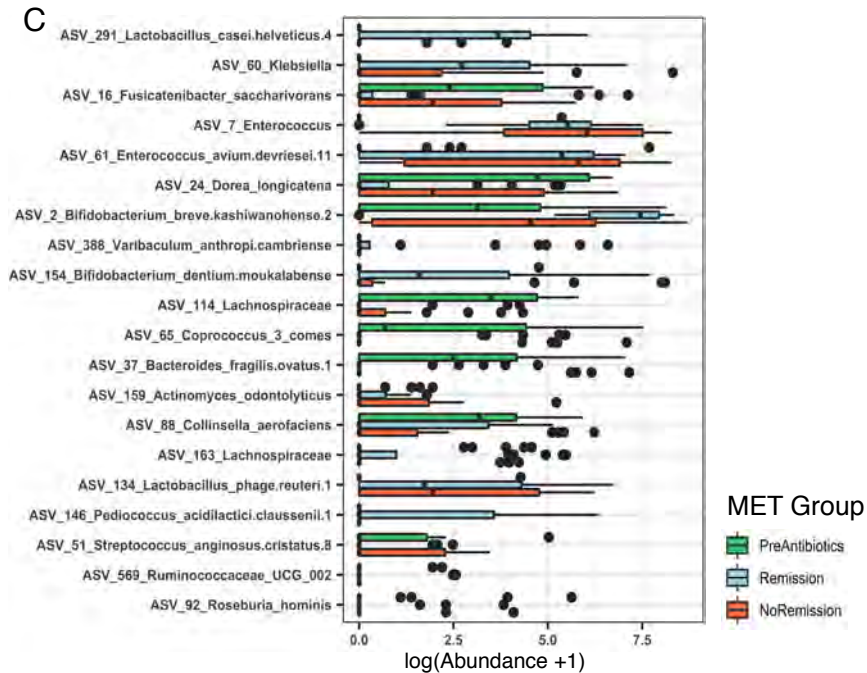 C
ASV_291_Lactobacillus_casei.helveticus.4
ASV_60_Klebsiella
ASV_16_Fusicatenibacter_saccharivorans
ASV_7_Enterococcus
ASV_61_Enterococcus_avium.devriesei.11
ASV_24_Dorea_longicatena
ASV_2_Bifidobacterium_breve.kashiwanohense.2
ASV_388_Varibaculum_anthropi.cambriense
ASV_154_Bifidobacterium_dentium.moukalabense
ASV_114_Lachnospiraceae
ASV_65_Coprococcus_3_comes
ASV_37_Bacteroides_fragilis.ovatus.1
ASV_159_Actinomyces_odontolyticus
ASV_88_Collinsella_aerofaciens
ASV_163_Lachnospiraceae
ASV_134_Lactobacillus_phage.reuteri.1
ASV_146_Pediococcus_acidilactici.claussenii.1
ASV_51_Streptococcus_anginosus.cristatus.8
ASV_569_Ruminococcaceae_UCG_002
ASV_92_Roseburia_hominis
0.0 2.5 5.0 7.5
log(Abundance +1)
MET Group
PreAntibiotics
Remission
NoRemission